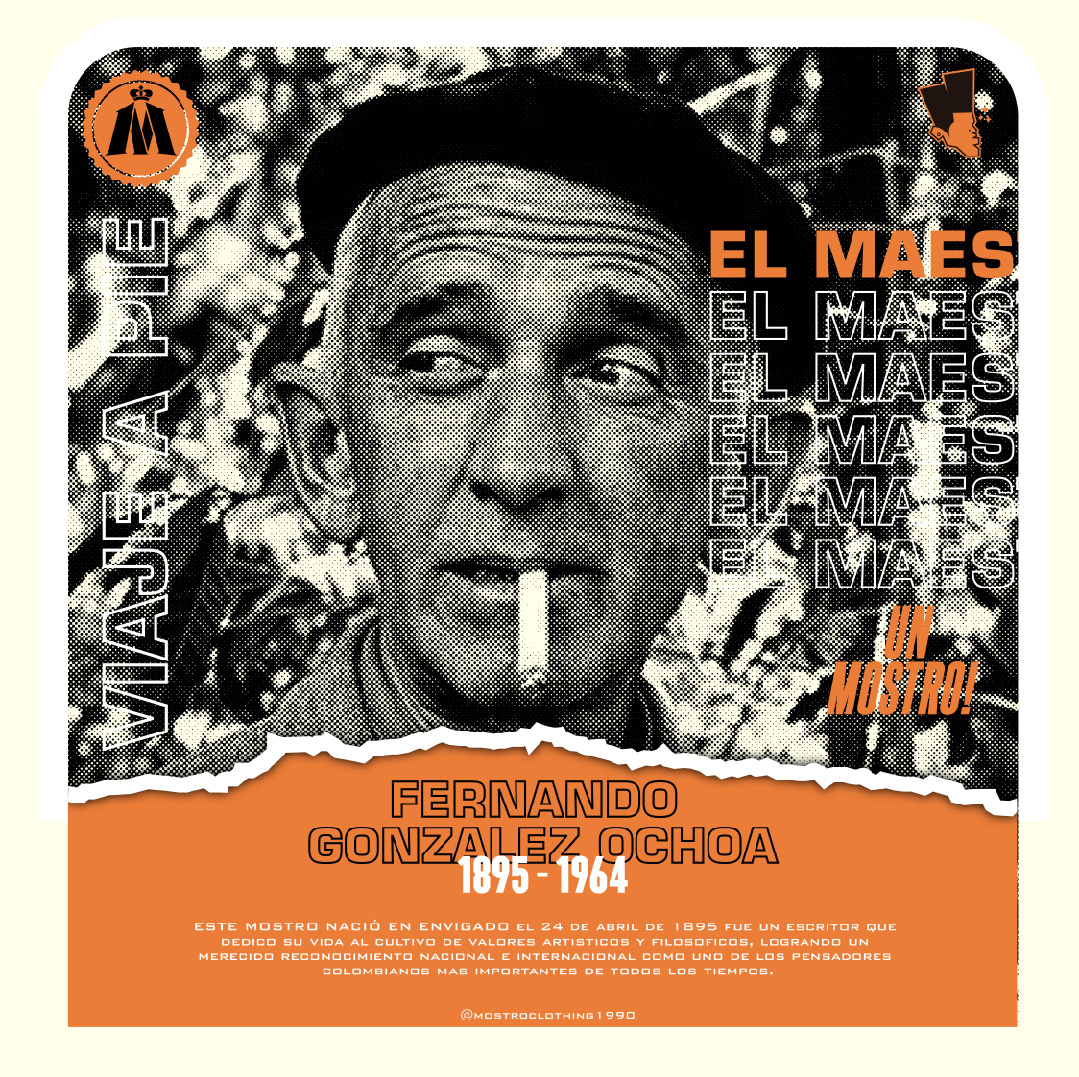 M
VIAJE A PIE
EL MAES
EL MAES
EL MAES
EL MAES
EL MAES
EL MAES
UN
MOSTRO!
FERNANDO
GONZALEZ OCHOA
1895 - 1964
ESTE MOSTRO NACIÓ EN ENVIGADO EL 24 DE ABRIL DE 1895 FUE UN ESCRITOR QUE
DEDICO SU VIDA AL CULTIVO DE VALORES ARTISTICOS Y FILOSOFICOS, LOGRANDO UN
MERECIDO RECONOCIMIENTO NACIONAL E INTERNACIONAL COMO UNO DE LOS PENSADORES
COLOMBIANOS MAS IMPORTANTES DE TODOS LOS TIEMPOS.
@MOSTROCLOTHING1990